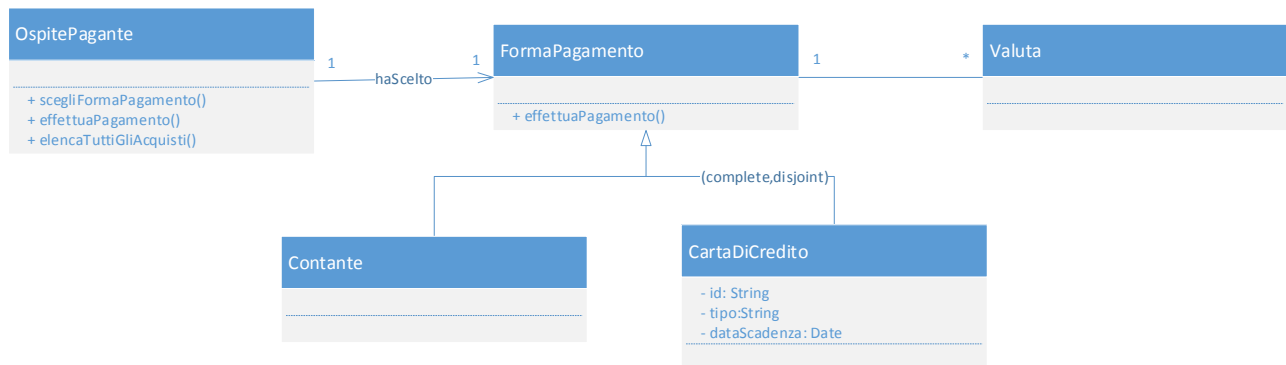 OspitePagante
+ scegliFormaPagamento()
+ effettuaPagamento()
+ elencaTuttiGliAcquisti()
1
haScelto
1
FormaPagamento
+ effettuaPagamento()
1
*
Valuta
(complete,disjoint)
Contante
CartaDiCredito
- id: String
- tipo:String
- dataScadenza: Date